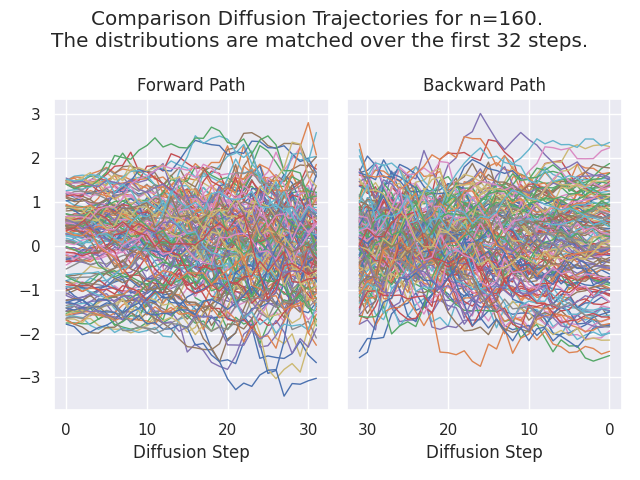 Comparison Diffusion Trajectories for n=160.
The distributions are matched over the first 32 steps.
Forward Path
Backward Path
3
2
1
0
−1
−2
−3
0 10 20 30
30 20 10 0
Diffusion Step
Diffusion Step